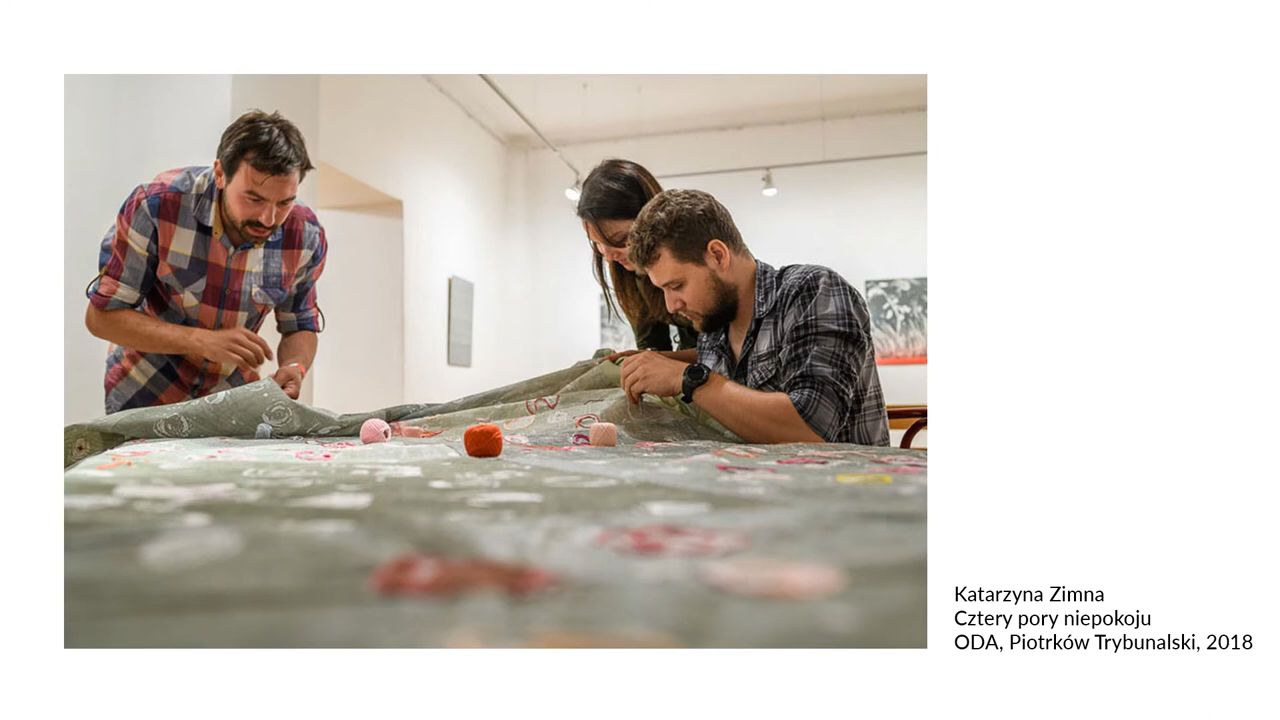 Katarzyna Zimna
Cztery pory niepokoju
ODA, Piotrków Trybunalski, 2018